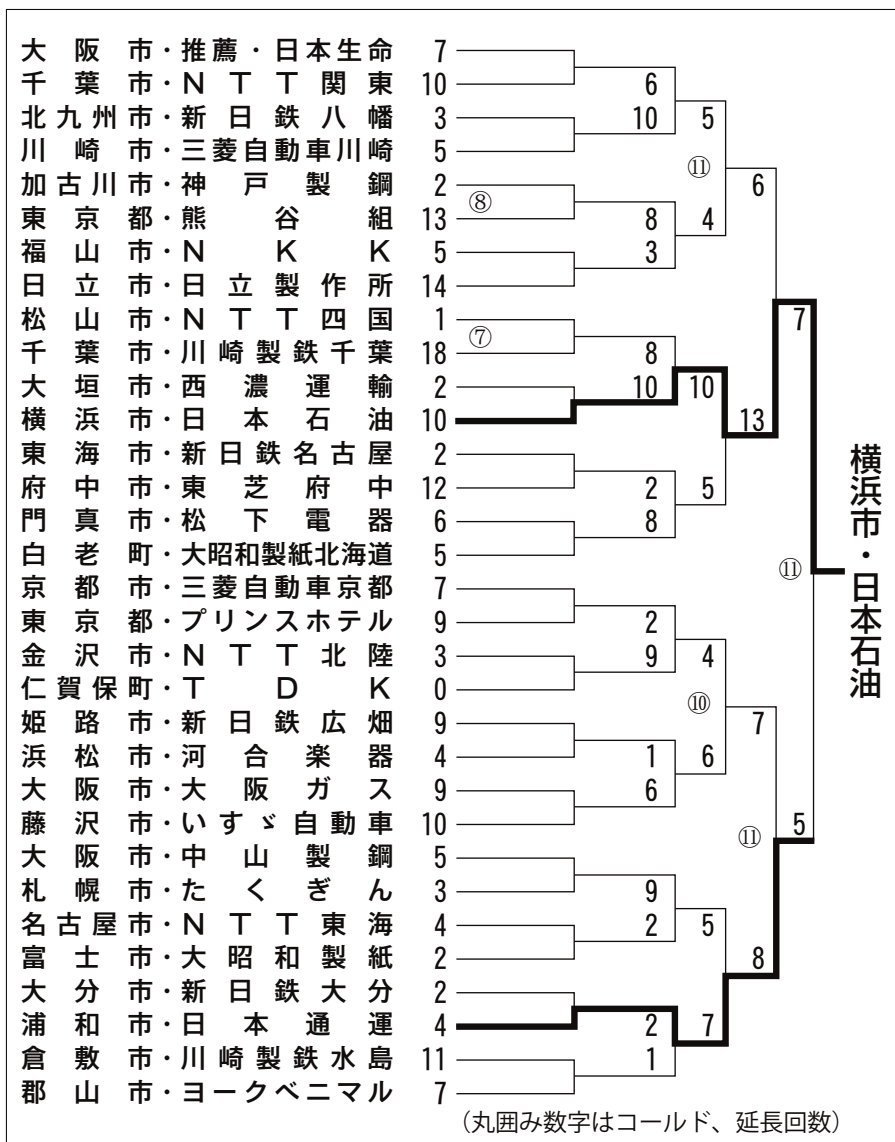 大阪市・推薦・日本生命 7
千葉市・NTT関東 10
北九州市・新日鉄八幡 3
川崎市・三菱自動車川崎 5
加古川市・神戸製鋼 2
東京都・熊谷組 13
福山市・NKK 5
日立市・日立製作所 14
松山市・NTT四国 1
千葉市・川崎製鉄千葉 18
大垣市・西濃運輸 2
横浜市・日本石油 10
東海市・新日鉄名古屋 2
府中市・東芝府中 12
門真市・松下電器 6
白老町・大昭和製紙北海道 5
京都市・三菱自動車京都 7
東京都・プリンスホテル 9
金沢市・NTT北陸 3
仁賀保町・TDK 0
姫路市・新日鉄広畑 9
浜松市・河合楽器 4
大阪市・大阪ガス 9
藤沢市・いすゞ自動車 10
大阪市・中山製鋼 5
札幌市・たくぎん 3
名古屋市・NTT東海 4
富士市・大昭和製紙 2
大分市・新日鉄大分 2
浦和市・日本通運 4
倉敷市・川崎製鉄水島 11
郡山市・ヨークベニマル 7
⑧
⑦
6
10
8
3
8
10
2
8
2
9
1
6
9
2
2
1
5
⑪
4
10
5
4
⑩
6
5
7
6
13
7
⑪
8
7
⑪
5
横浜市・日本石油
(丸囲み数字はコールド、延長回数)